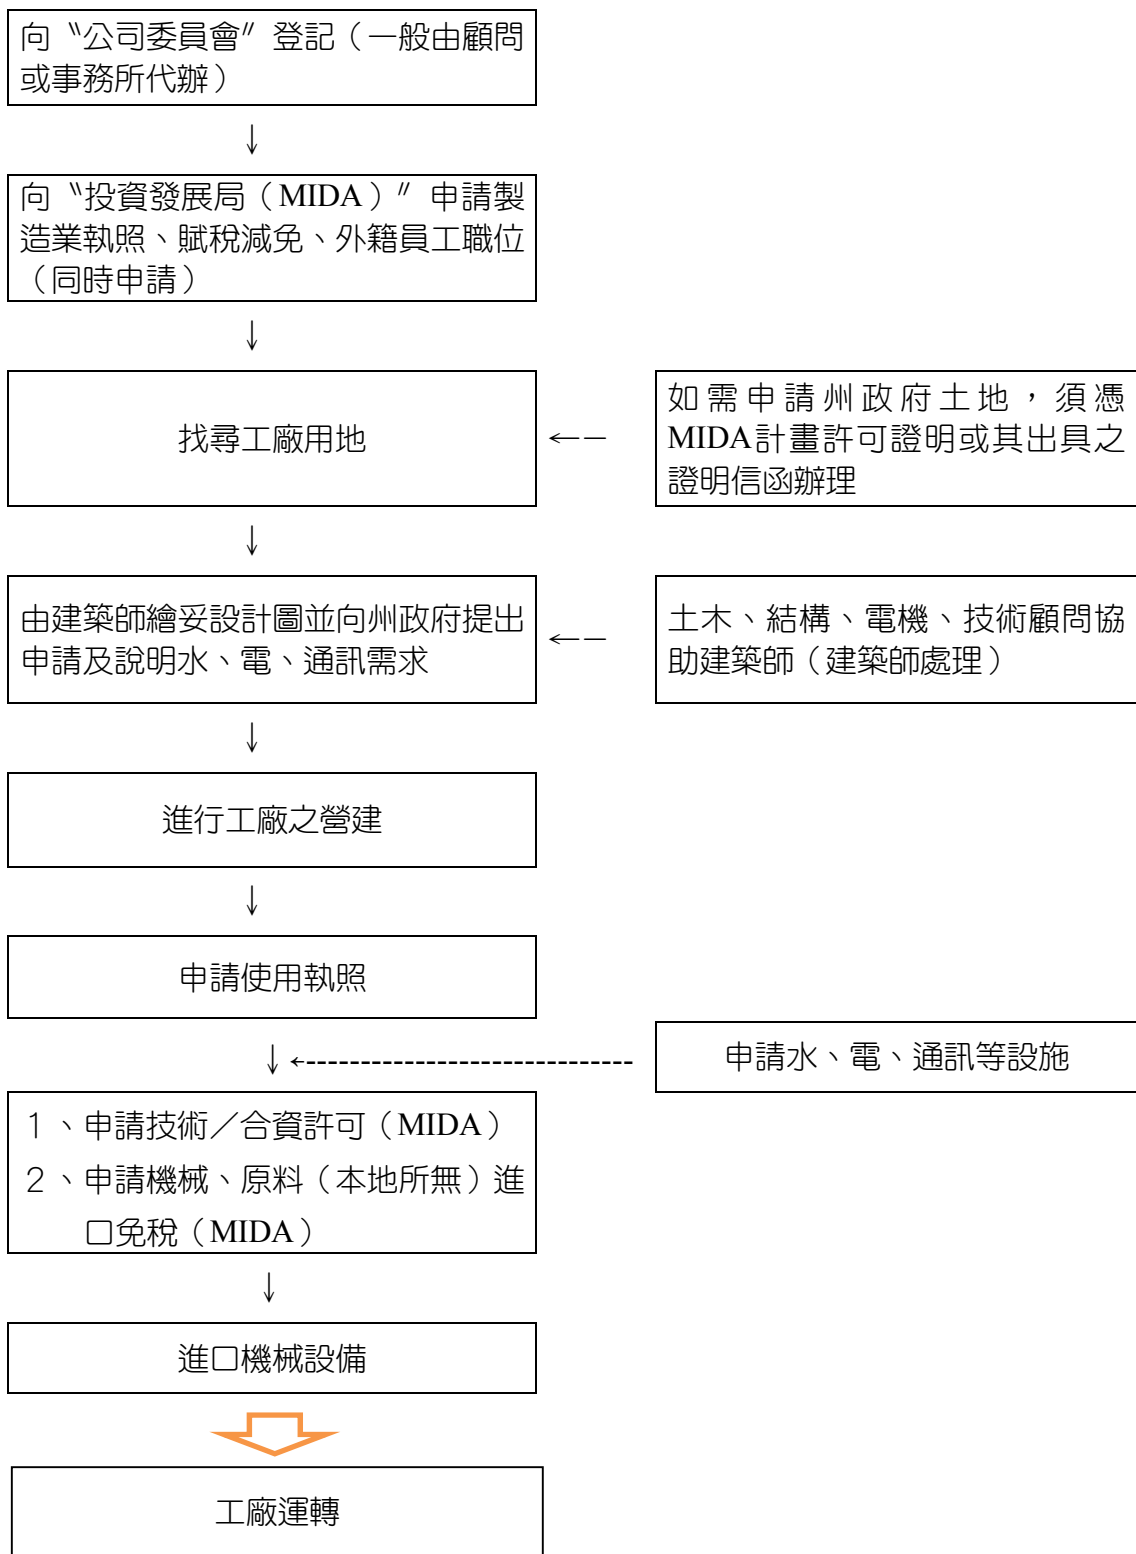 向〝公司委員會〞登記（一般由顧問
或事務所代辦）
↓
向〝投資發展局（MIDA）〞申請製
造業執照、賦稅減免、外籍員工職位
（同時申請）
↓
找尋工廠用地
←－
如需申請州政府土地，須憑
MIDA計畫許可證明或其出具之
證明信函辦理
↓
由建築師繪妥設計圖並向州政府提出
申請及說明水、電、通訊需求
←－
土木、結構、電機、技術顧問協
助建築師（建築師處理）
↓
進行工廠之營建
↓
申請使用執照
↓ ←------------------------------
申請水、電、通訊等設施
１、申請技術／合資許可（MIDA）
２、申請機械、原料（本地所無）進
口免稅（MIDA）
↓
進口機械設備
工廠運轉